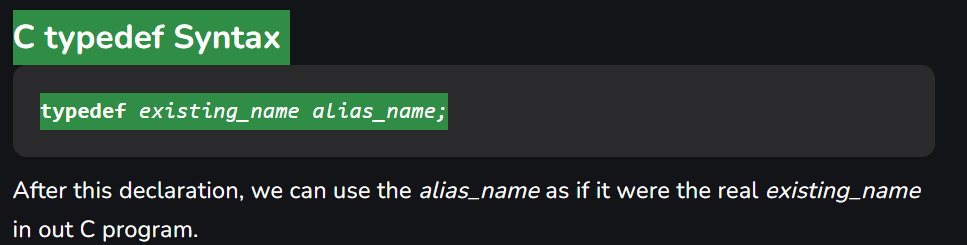 C typedef Syntax
typedef existing_name alias_name;
After this declaration, we can use the alias_name as if it were the real existing_name
in out C program.